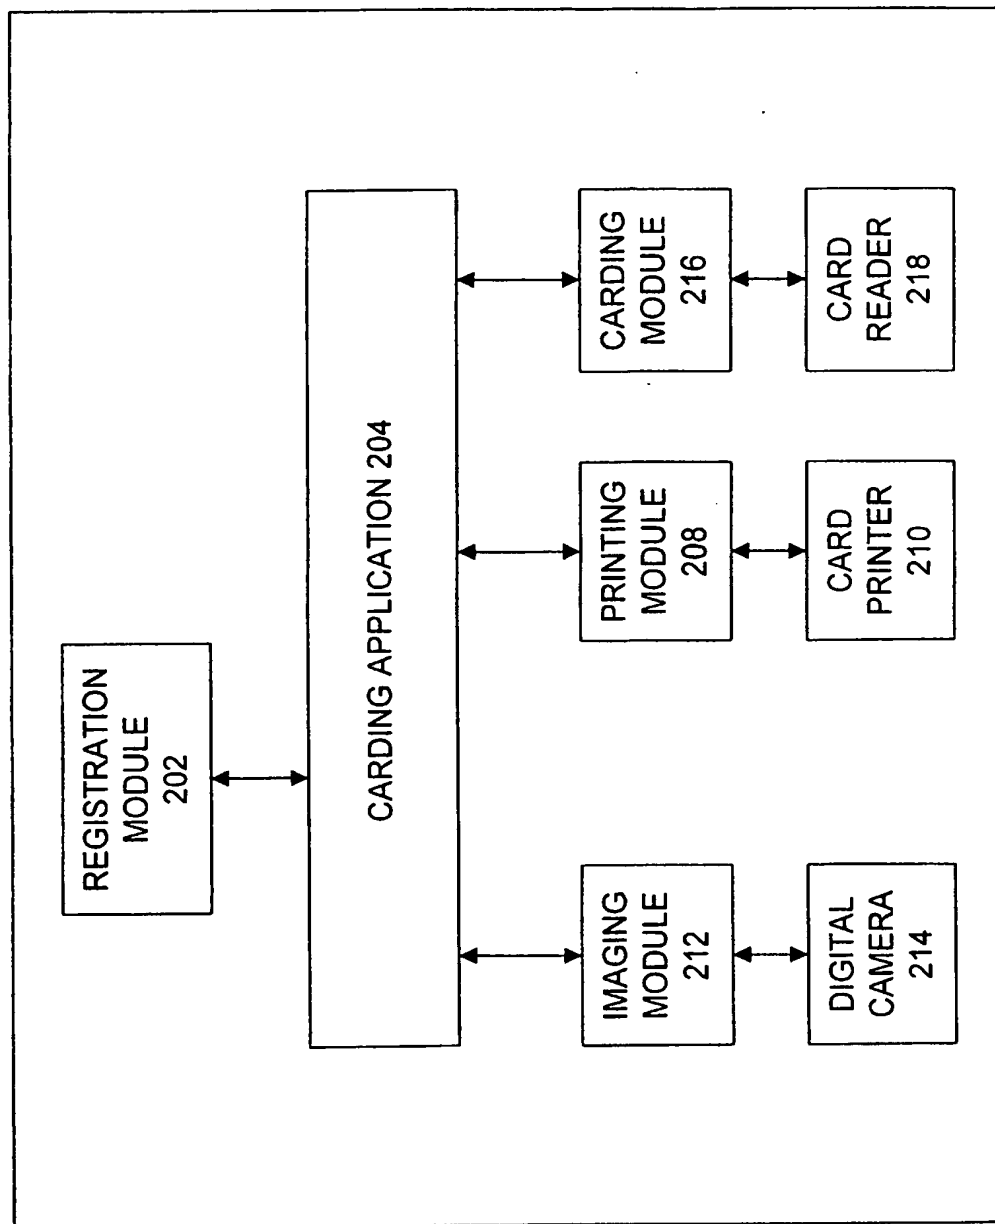 REGISTRATION
MODULE
202
CARDING APPLICATION 204
IMAGING
MODULE
212
PRINTING
MODULE
208
CARDING
MODULE
216
DIGITAL
CAMERA
214
CARD
PRINTER
210
CARD
READER
218